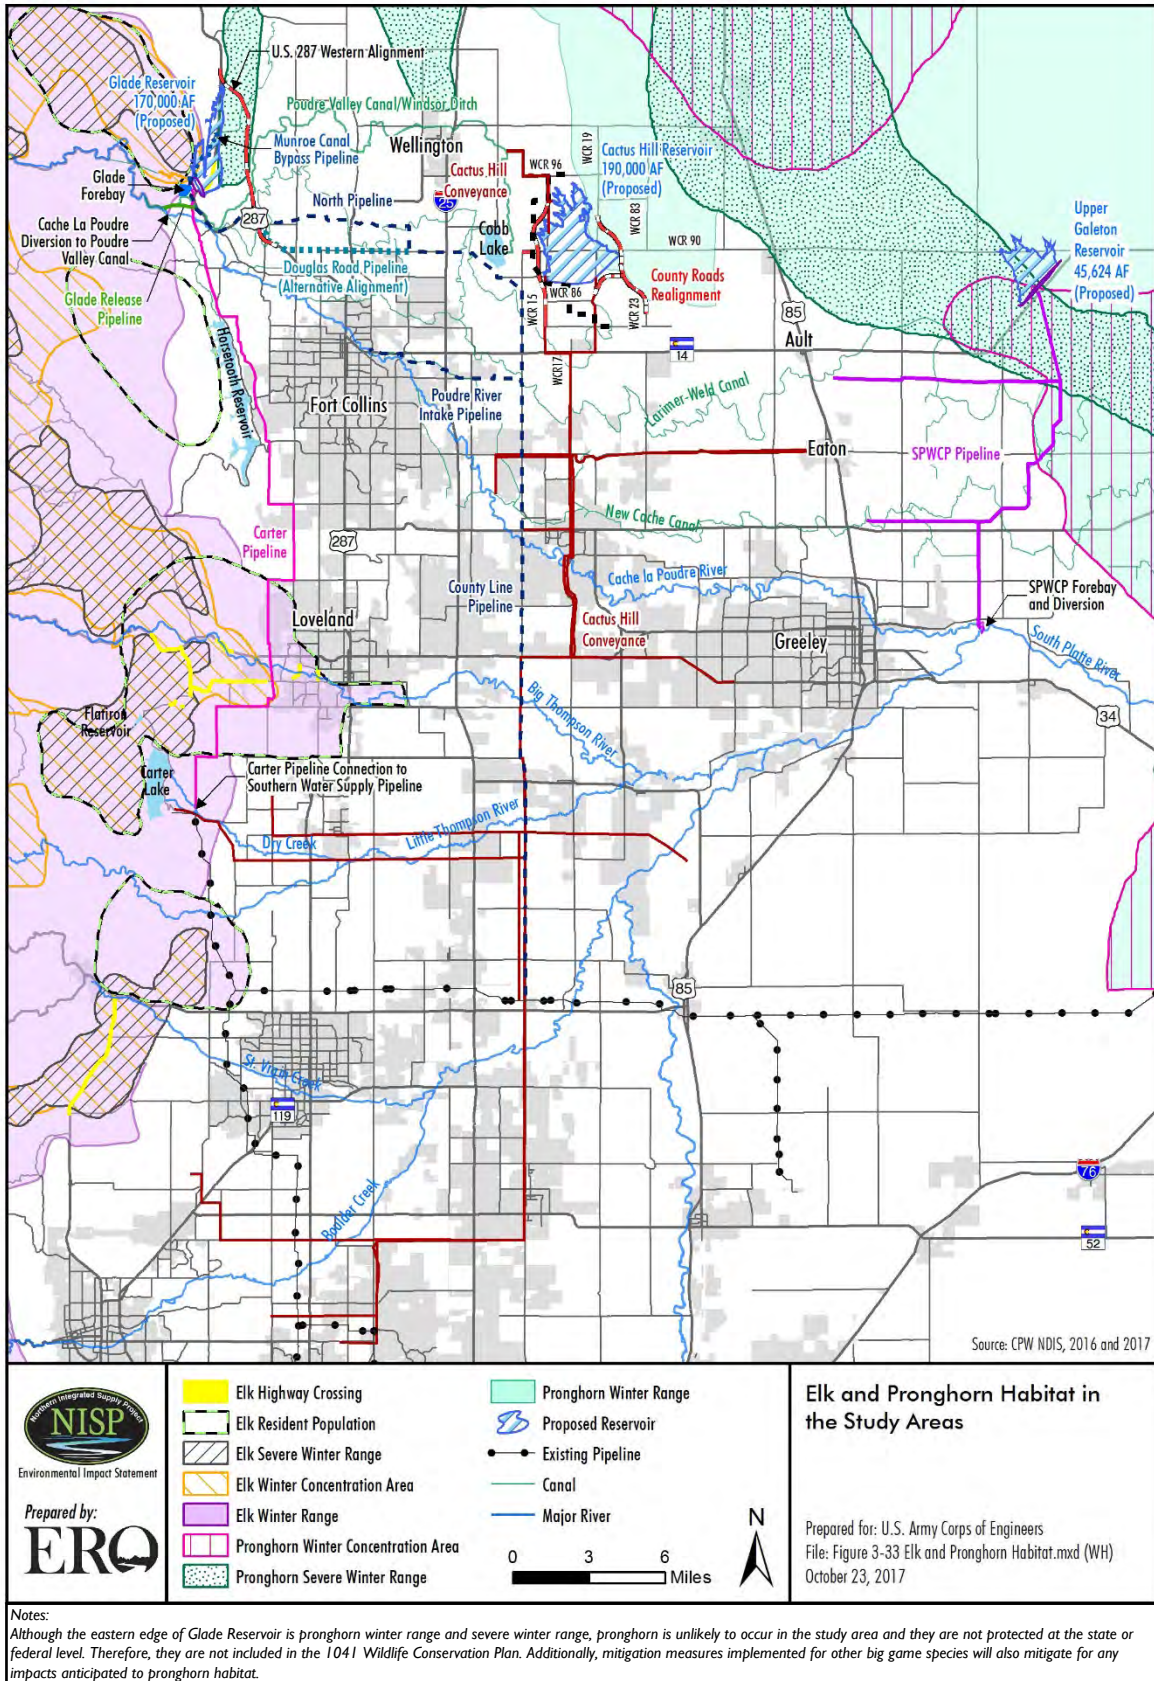 U.S. 287 Western Alignment
Glade Reservoir
170,000 AF
(Proposed)
Poudre Valley Canal/Windsor Ditch
Munroe Canal
Bypass Pipeline
Wellington
WCR 19
Cactus Hill Reservoir
190,000 AF
(Proposed)
WCR 96
Cactus Hill
Conveyance
Glade
Forebay
North Pipeline
25
287
Cobb
Lake
WCR 83
WCR 90
Cache La Poudre
Diversion to Poudre
Valley Canal
Upper
Galeton
Reservoir
45,624 AF
(Proposed)
Douglas Road Pipeline
(Alternative Alignment)
County Roads
Realignment
Glade Release
Pipeline
WCR 86
WCR 15
WCR 23
85
Ault
Horsetooth Reservoir
14
WCR17
Fort Collins
Poudre River
Intake Pipeline
Larimer-Weld Canal
Eaton
SPWCP Pipeline
New Cache Canal
Carter
Pipeline
287
Cache la Poudre River
County Line
Pipeline
SPWCP Forebay
and Diversion
Loveland
Cactus Hill
Conveyance
Greeley
South Platte River
Big Thompson River
Flatiron
Reservoir
34
Carter
Lake
Carter Pipeline Connection to
Southern Water Supply Pipeline
Little Thompson River
Dry Creek
85
St. Vrain Creek
119
76
Boulder Creek
52
Source: CPW NDIS, 2016 and 2017
Northern Integrated Supply Project
NISP
Environmental Impact Statement
Prepared by:
ERO
Elk Highway Crossing
Elk Resident Population
Elk Severe Winter Range
Elk Winter Concentration Area
Elk Winter Range
Pronghorn Winter Concentration Area
Pronghorn Severe Winter Range
Pronghorn Winter Range
Proposed Reservoir
Existing Pipeline
Canal
Major River
N
0 3 6
Miles
Elk and Pronghorn Habitat in
the Study Areas
Prepared for: U.S. Army Corps of Engineers
File: Figure 3-33 Elk and Pronghorn Habitat.mxd (WH)
October 23, 2017
Notes:
Although the eastern edge of Glade Reservoir is pronghorn winter range and severe winter range, pronghorn is unlikely to occur in the study area and they are not protected at the state or
federal level. Therefore, they are not included in the 1041 Wildlife Conservation Plan. Additionally, mitigation measures implemented for other big game species will also mitigate for any
impacts anticipated to pronghorn habitat.